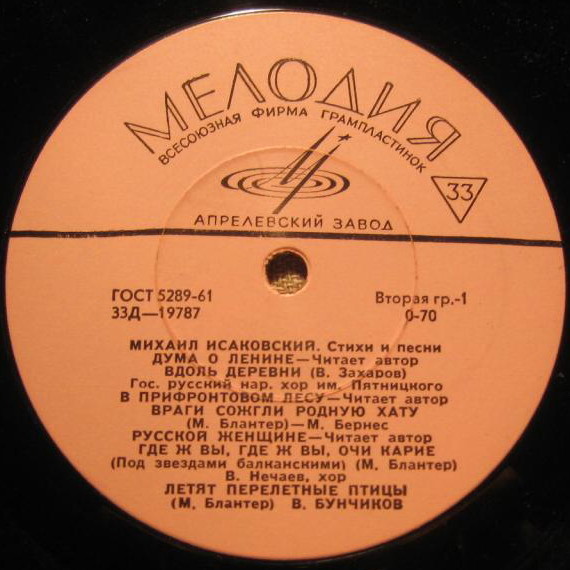 МЕЛОДИЯ
ВСЕСОЮЗНАЯ ФИРМА ГРАМПЛАСТИНОК
33
АПРЕЛЕВСКИЙ ЗАВОД
ГОСТ 5289-61 Вторая гр.-1
33Д—19787 0-70
МИХАИЛ ИСАКОВСКИЙ. Стихи и песни
ДУМА О ЛЕНИНЕ—Читает автор
ВДОЛЬ ДЕРЕВНИ (В. Захаров)
Гос. русский нар. хор им. Пятницкого
В ПРИФРОНТОВОМ ЛЕСУ—Читает автор
ВРАГИ СОЖГЛИ РОДНУЮ ХАТУ
(М. Блантер)—М. Бернес
РУССКОЙ ЖЕНЩИНЕ—Читает автор
ГДЕ Ж ВЫ, ГДЕ Ж ВЫ, ОЧИ КАРИЕ
(Под звездами балканскими) (М. Блантер)
В. Нечаев, хор
ЛЕТЯТ ПЕРЕЛЕТНЫЕ ПТИЦЫ
(М. Блантер) В. БУНЧИКОВ